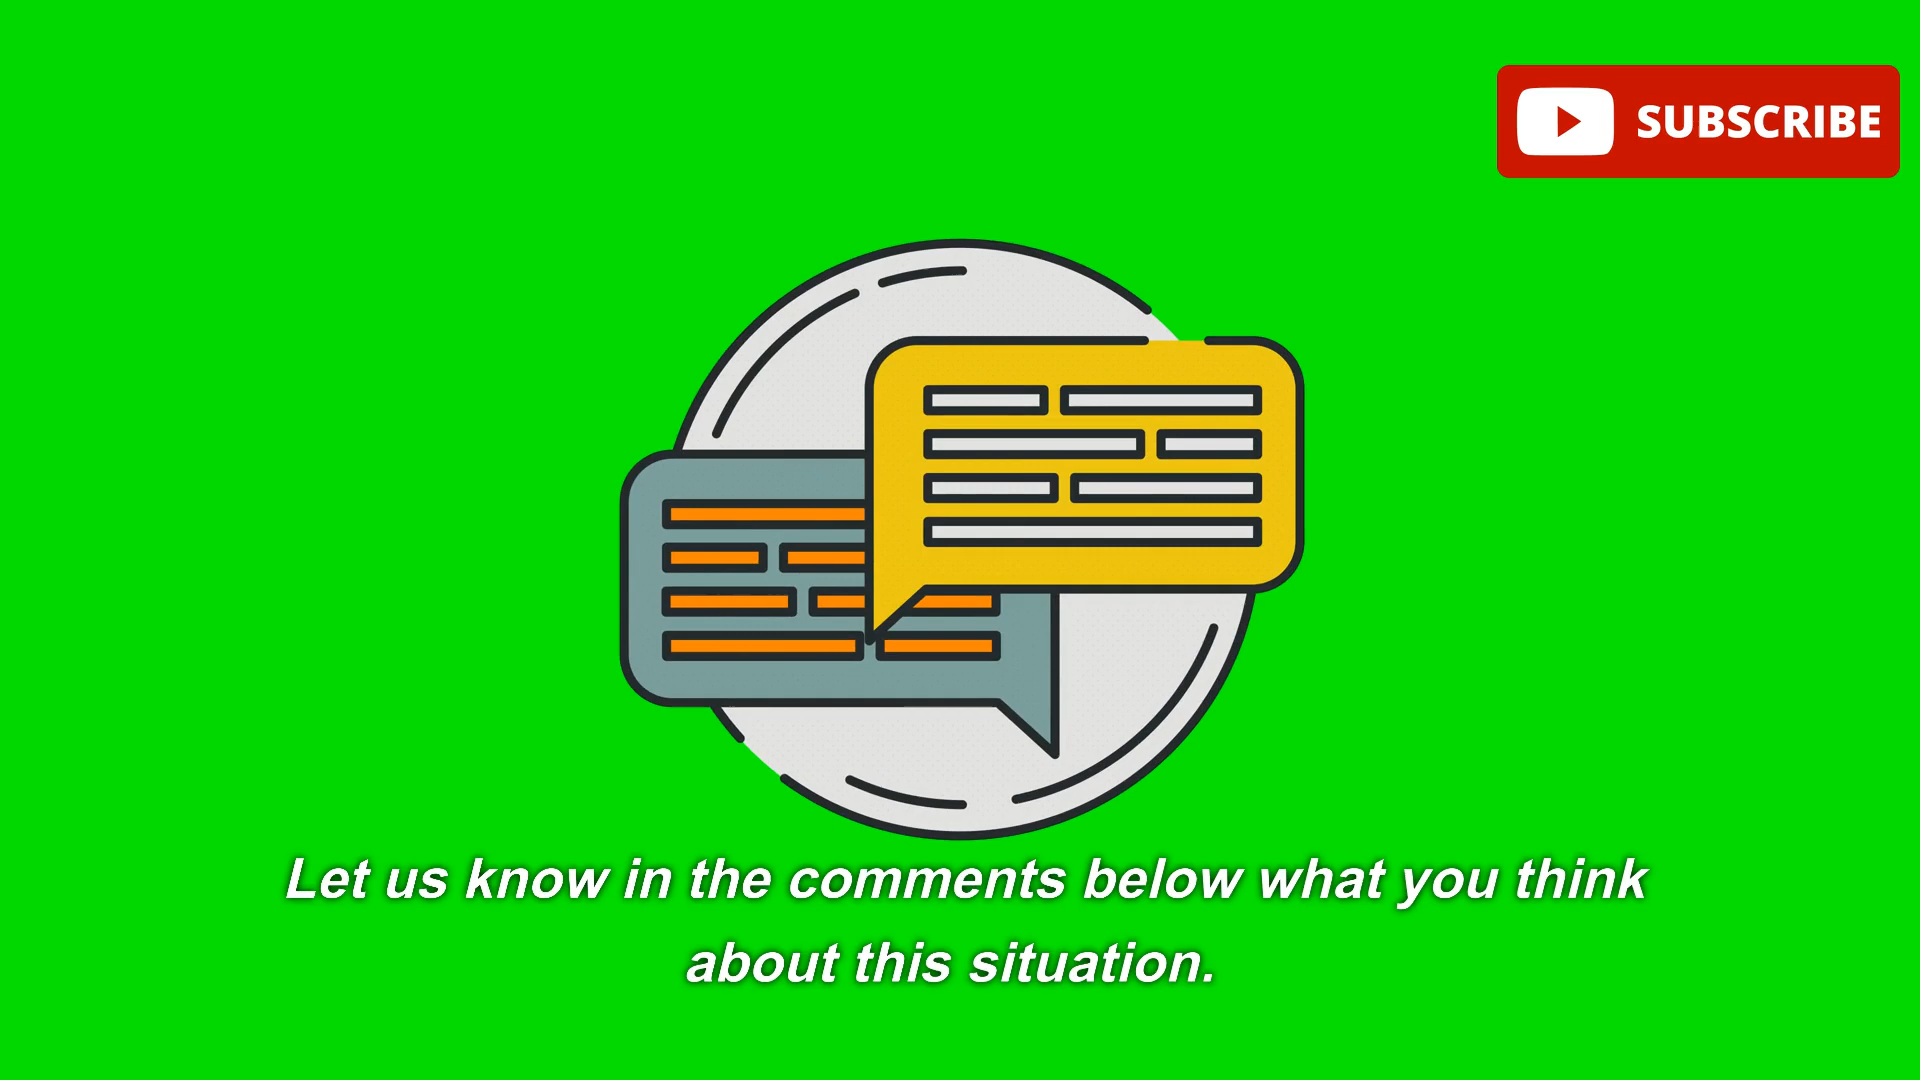 SUBSCRIBE
Let us know in the comments below what you think
about this situation.